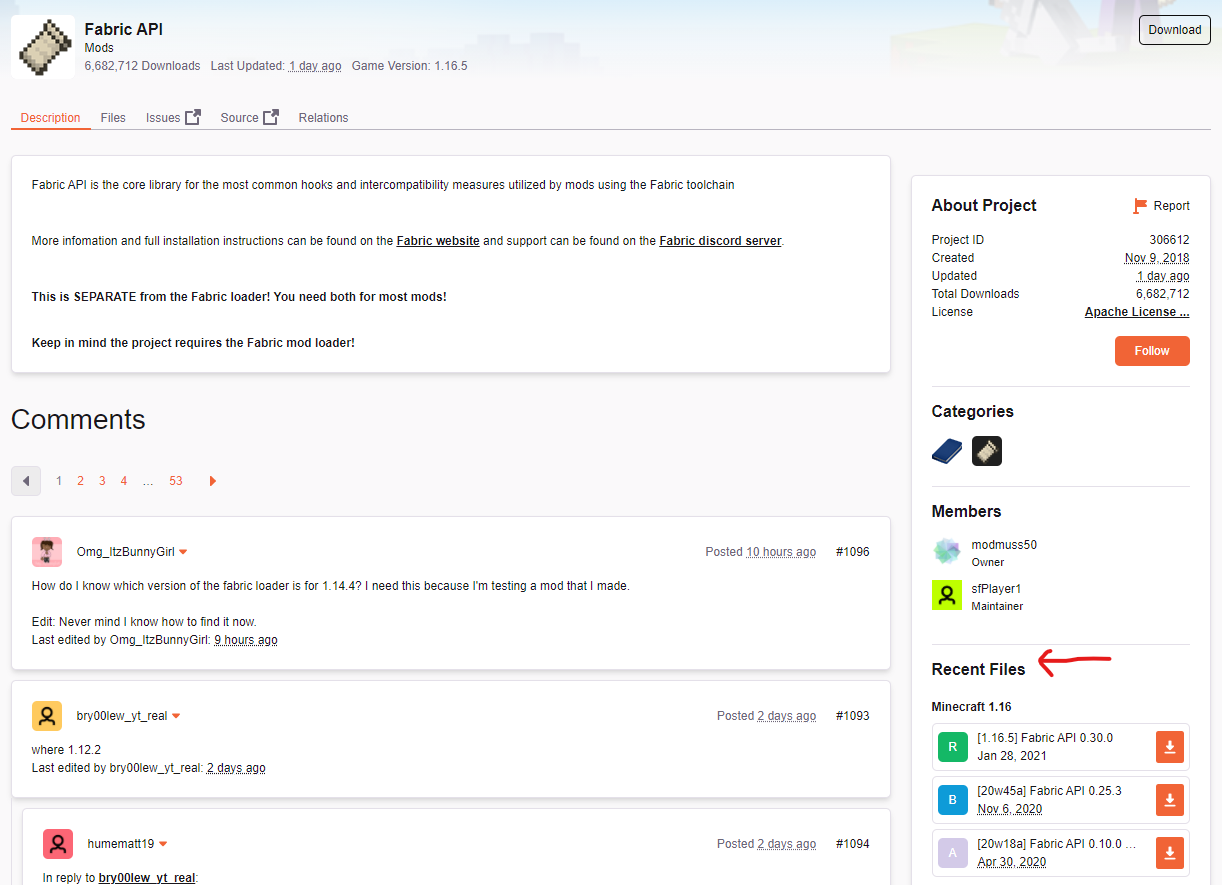 Fabric API
Mods
6,682,712 Downloads Last Updated: 1 day ago Game Version: 1.16.5
Download
Description Files Issues Source Relations
Fabric API is the core library for the most common hooks and intercompatibility measures utilized by mods using the Fabric toolchain
More infomation and full installation instructions can be found on the Fabric website and support can be found on the Fabric discord server.
This is SEPARATE from the Fabric loader! You need both for most mods!
Keep in mind the project requires the Fabric mod loader!
Comments
1 2 3 4 ... 53
Omg_ItzBunnyGirl Posted 10 hours ago #1096
How do I know which version of the fabric loader is for 1.14.4? I need this because I'm testing a mod that I made.
Edit: Never mind I know how to find it now.
Last edited by Omg_ItzBunnyGirl: 9 hours ago
bry00lew_yt_real Posted 2 days ago #1093
where 1.12.2
Last edited by bry00lew_yt_real: 2 days ago
humematt19 Posted 2 days ago #1094
In reply to bry00lew_yt_real:
About Project Report
Project ID 306612
Created Nov 9, 2018
Updated 1 day ago
Total Downloads 6,682,712
License Apache License ...
Follow
Categories
Members
modmuss50
Owner
sfPlayer1
Maintainer
Recent Files
Minecraft 1.16
R [1.16.5] Fabric API 0.30.0
Jan 28, 2021
B [20w45a] Fabric API 0.25.3
Nov 6, 2020
A [20w18a] Fabric API 0.10.0 ...
Apr 30, 2020